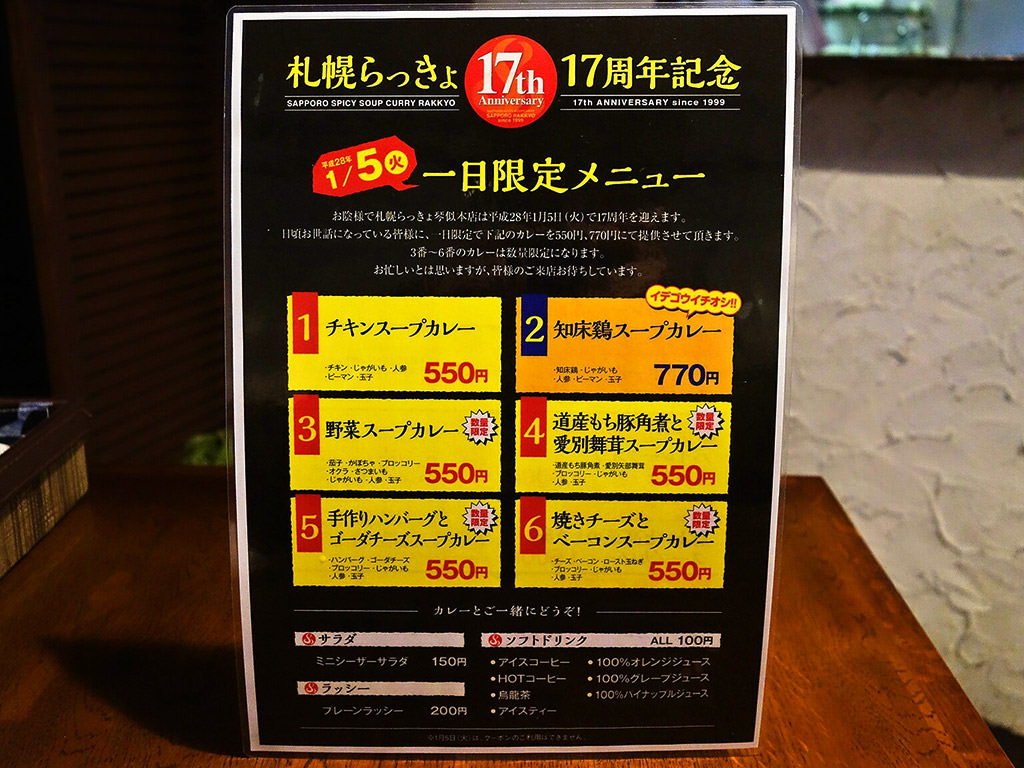 札幌らっきょ
SAPPORO SPICY SOUP CURRY RAKKYO
17th
Anniversary
SAPPORO RAKKYO
since 1999
17周年記念
17th ANNIVERSARY since 1999
平成28年
1/5火
一日限定メニュー
お陰様で札幌らっきょ琴似本店は平成28年1月5日(火)で17周年を迎えます。
日頃お世話になっている皆様に、一日限定で下記のカレーを550円、770円にて提供させて頂きます。
3番〜6番のカレーは数量限定になります。
お忙しいとは思いますが、皆様のご来店お待ちしています。
1
チキンスープカレー
・チキン・じゃがいも・人参
・ピーマン・玉子
550円
イデゴウイチオシ!!
2
知床鶏スープカレー
・知床鶏・じゃがいも
・人参・ピーマン・玉子
770円
3
野菜スープカレー
数量
限定
・茄子・かぼちゃ・ブロッコリー
・オクラ・さつまいも
・じゃがいも・人参・玉子
550円
4
道産もち豚角煮と
愛別舞茸スープカレー
数量
限定
・道産もち豚角煮・愛別矢部舞茸
・ブロッコリー・じゃがいも
・人参・玉子
550円
5
手作りハンバーグと
ゴーダチーズスープカレー
数量
限定
・ハンバーグ・ゴーダチーズ
・ブロッコリー・じゃがいも
・人参・玉子
550円
6
焼きチーズと
ベーコンスープカレー
数量
限定
・チーズ・ベーコン・ロースト玉ねぎ
・ブロッコリー・じゃがいも
・人参・玉子
550円
カレーとご一緒にどうぞ!
サラダ
ミニシーザーサラダ 150円
ラッシー
プレーンラッシー 200円
ソフトドリンク ALL 100円
●アイスコーヒー
●HOTコーヒー
●烏龍茶
●アイスティー
●100%オレンジジュース
●100%グレープジュース
●100%パイナップルジュース
※1月5日(火)は、クーポンのご利用はできません。